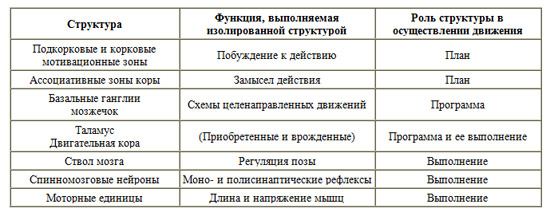 Структура
Функция, выполняемая
изолированной структурой
Роль структуры в
осуществлении движения
Подкорковые и корковые
мотивационные зоны
Побуждение к действию
План
Ассоциативные зоны коры
Замысел действия
План
Базальные ганглии
мозжечок
Схемы целенаправленных движений
Программа
Таламус
Двигательная кора
(Приобретенные и врожденные)
Программа и ее выполнение
Ствол мозга
Регуляция позы
Выполнение
Спинномозговые нейроны
Моно- и полисинаптические рефлексы
Выполнение
Моторные единицы
Длина и напряжение мышц
Выполнение